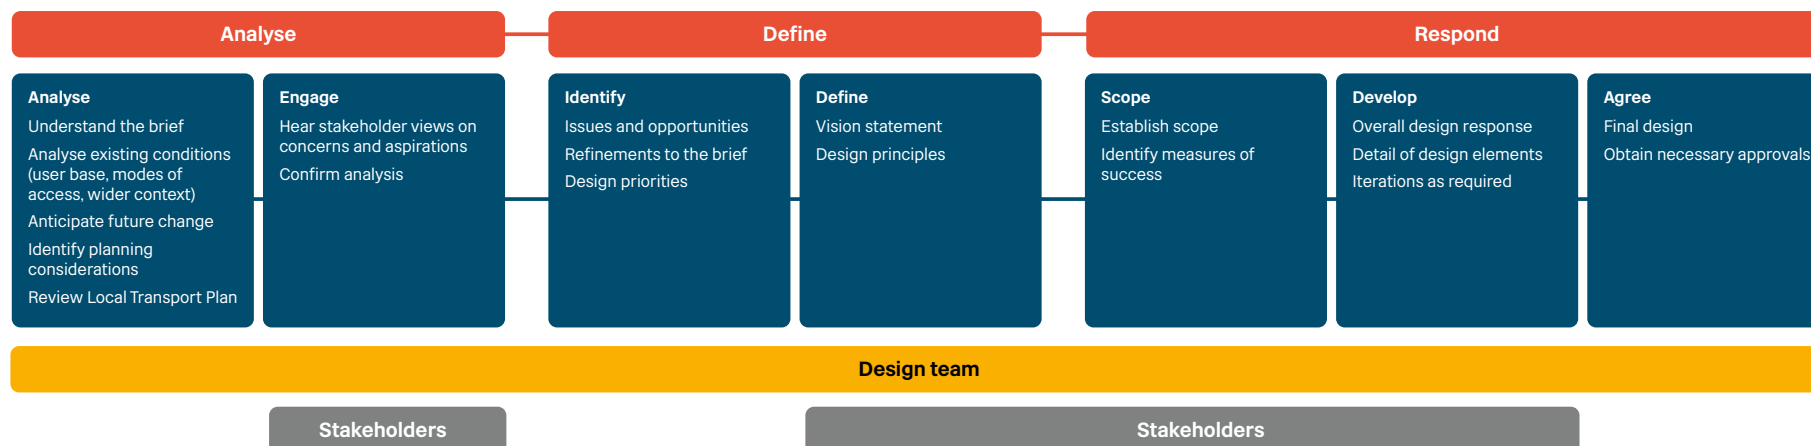 Analyse
Define
Respond
Analyse
Understand the brief
Analyse existing conditions
(user base, modes of
access, wider context)
Anticipate future change
Identify planning
considerations
Review Local Transport Plan
Engage
Hear stakeholder views on
concerns and aspirations
Confirm analysis
Identify
Issues and opportunities
Refinements to the brief
Design priorities
Define
Vision statement
Design principles
Scope
Establish scope
Identify measures of
success
Develop
Overall design response
Detail of design elements
Iterations as required
Agree
Final design
Obtain necessary approvals
Design team
Stakeholders
Stakeholders